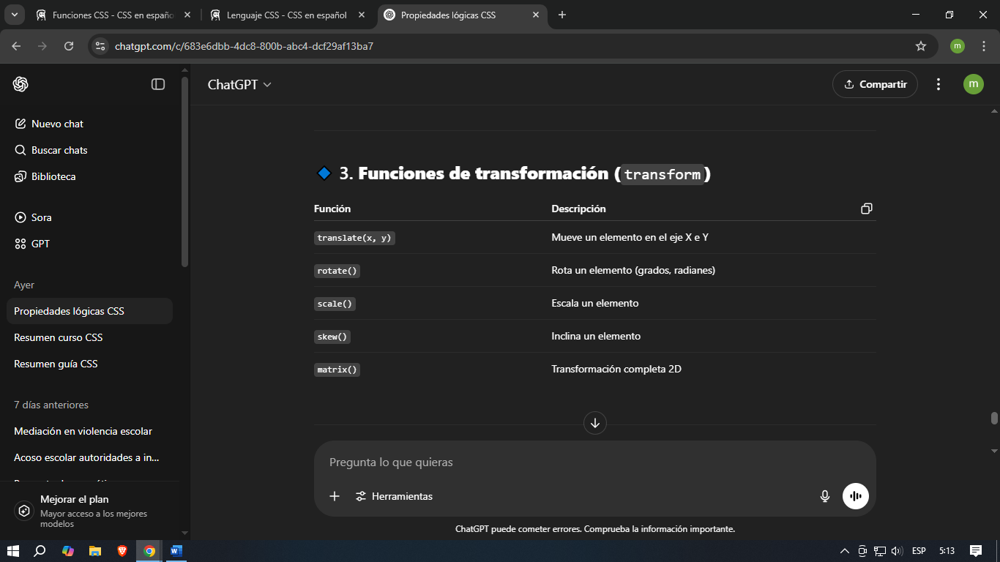 Funciones CSS - CSS en españo
Lenguaje CSS - CSS en español
Propiedades lógicas CSS
chatgpt.com/c/683e6dbb-4dc8-800b-abc4-dcf29af13ba7
m
ChatGPT
Compartir
m
Nuevo chat
Buscar chats
Biblioteca
Sora
GPT
Ayer
Propiedades lógicas CSS
Resumen curso CSS
Resumen guía CSS
7 días anteriores
Mediación en violencia escolar
Acoso escolar autoridades a in...
Mejorar el plan
Mayor acceso a los mejores
modelos
3. Funciones de transformación (transform)
Función Descripción
translate(x, y) Mueve un elemento en el eje X e Y
rotate() Rota un elemento (grados, radianes)
scale() Escala un elemento
skew() Inclina un elemento
matrix() Transformación completa 2D
Pregunta lo que quieras
Herramientas
ChatGPT puede cometer errores. Comprueba la información importante.
ESP 5:13